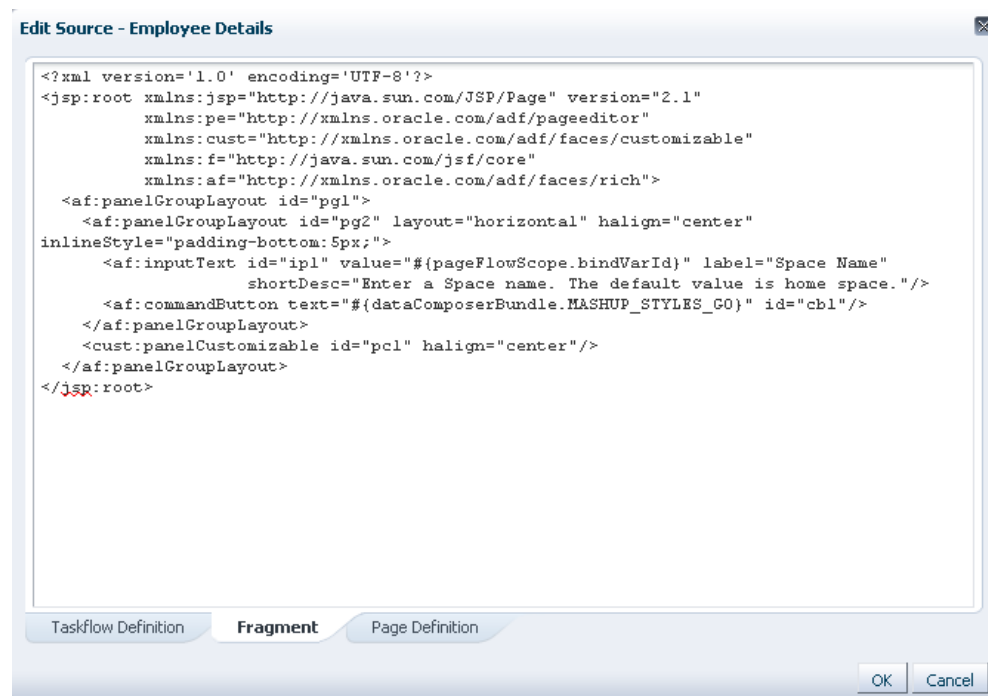 Edit Source - Employee Details
<?xml version='1.0' encoding='UTF-8'?>
<jsp:root xmlns:jsp="http://java.sun.com/JSP/Page" version="2.1"
xmlns:pe="http://xmlns.oracle.com/adf/pageeditor"
xmlns:cust="http://xmlns.oracle.com/adf/faces/customizable"
xmlns:f="http://java.sun.com/jsf/core"
xmlns:af="http://xmlns.oracle.com/adf/faces/rich">
<af:panelGroupLayout id="pg1">
<af:panelGroupLayout id="pg2" layout="horizontal" halign="center"
inlineStyle="padding-bottom:5px;">
<af:inputText id="ip1" value="#{pageFlowScope.bindVarId}" label="Space Name"
shortDesc="Enter a Space name. The default value is home space."/>
<af:commandButton text="#{dataComposerBundle.MASHUP_STYLES_GO}" id="cb1"/>
</af:panelGroupLayout>
<cust:panelCustomizable id="pc1" halign="center"/>
</af:panelGroupLayout>
</jsp:root>
Taskflow Definition Fragment Page Definition
OK Cancel